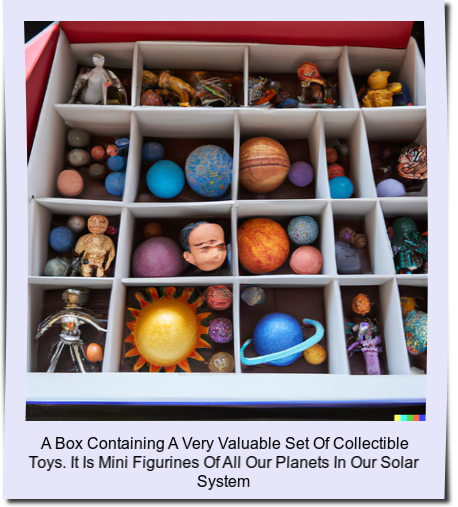 A Box Containing A Very Valuable Set Of Collectible
Toys. It Is Mini Figurines Of All Our Planets In Our Solar
System